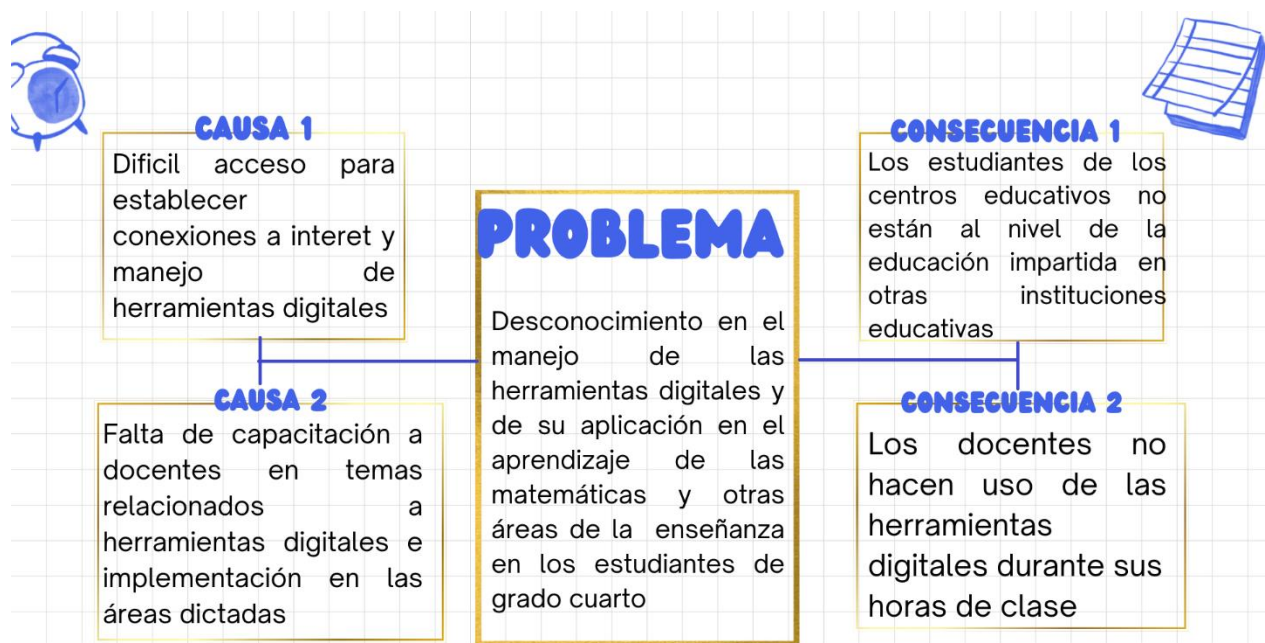 CAUSA 1
Dificil acceso para
establecer
conexiones a interet y
manejo de
herramientas digitales
CAUSA 2
Falta de capacitación a
docentes en temas
relacionados a
herramientas digitales e
implementación en las
áreas dictadas
PROBLEMA
Desconocimiento en el
manejo de las
herramientas digitales y
de su aplicación en el
aprendizaje de las
matemáticas y otras
áreas de la enseñanza
en los estudiantes de
grado cuarto
CONSECUENCIA 1
Los estudiantes de los
centros educativos no
están al nivel de la
educación impartida en
otras instituciones
educativas
CONSECUENCIA 2
Los docentes no
hacen uso de las
herramientas
digitales durante sus
horas de clase